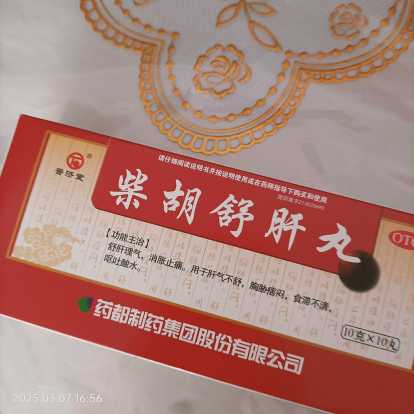 普济堂
请仔细阅读说明书并按说明使用或在药师指导下购买和使用
柴胡舒肝丸
OTC
【功能主治】
舒肝理气，消胀止痛。用于肝气不舒，胸胁痞闷，食滞不清，
呕吐酸水。
10克×10丸
药都制药集团股份有限公司
2025.03.07 16:56